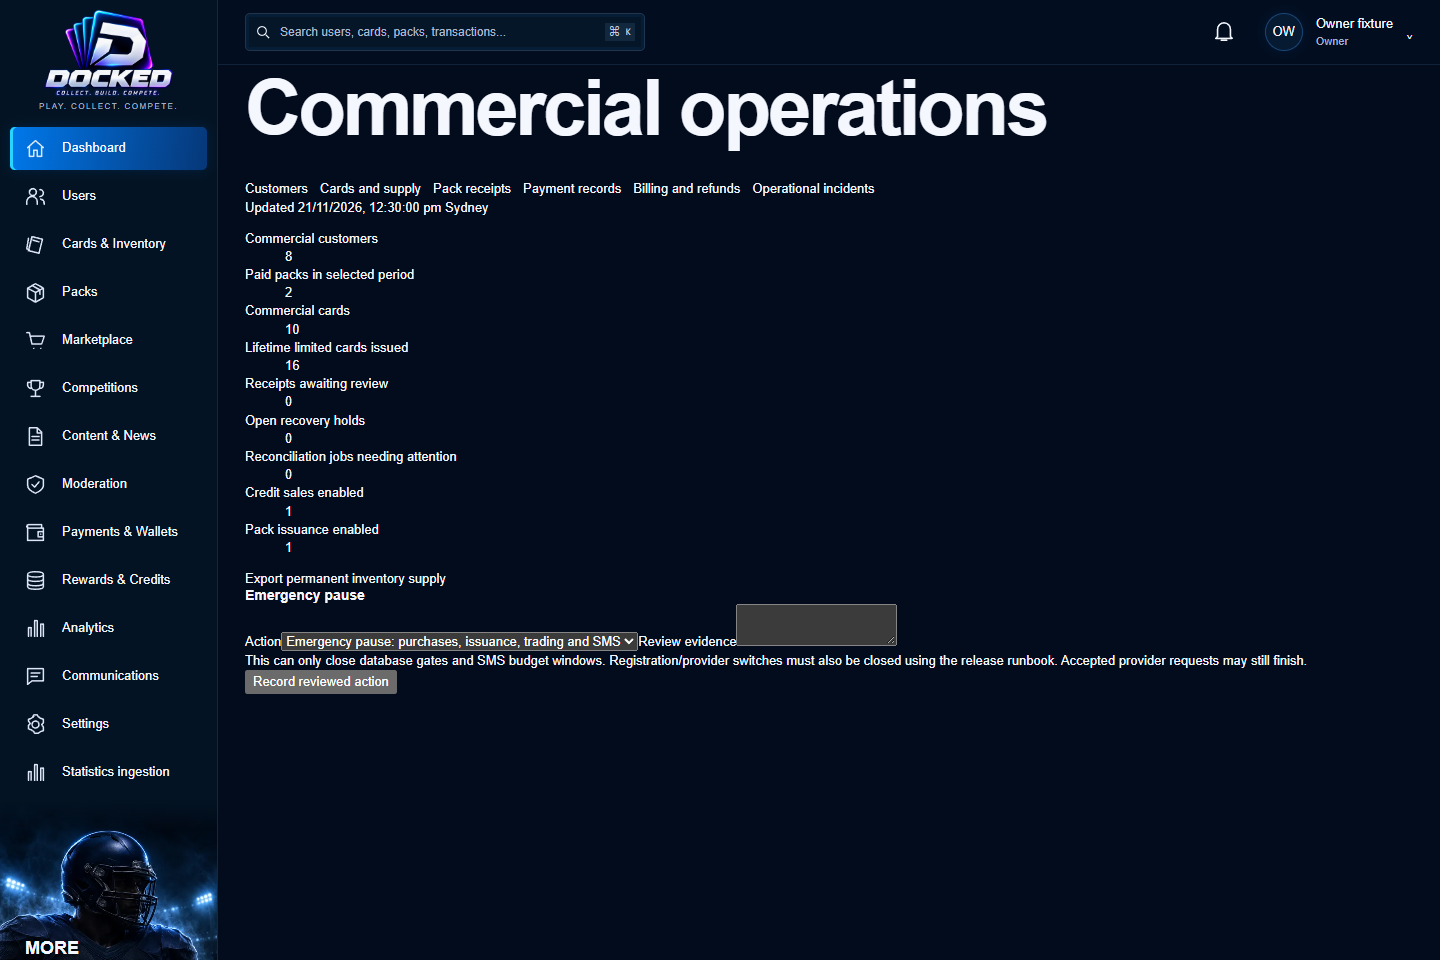 DOCKED
COLLECT. BUILD. COMPETE.
PLAY. COLLECT. COMPETE.
Dashboard
Users
Cards & Inventory
Packs
Marketplace
Competitions
Content & News
Moderation
Payments & Wallets
Rewards & Credits
Analytics
Communications
Settings
Statistics ingestion
MORE
Search users, cards, packs, transactions... ⌘ K
OW
Owner fixture
Owner
Commercial operations
Customers Cards and supply Pack receipts Payment records Billing and refunds Operational incidents
Updated 21/11/2026, 12:30:00 pm Sydney
Commercial customers
8
Paid packs in selected period
2
Commercial cards
10
Lifetime limited cards issued
16
Receipts awaiting review
0
Open recovery holds
0
Reconciliation jobs needing attention
0
Credit sales enabled
1
Pack issuance enabled
1
Export permanent inventory supply
Emergency pause
Action Emergency pause: purchases, issuance, trading and SMS Review evidence
This can only close database gates and SMS budget windows. Registration/provider switches must also be closed using the release runbook. Accepted provider requests may still finish.
Record reviewed action